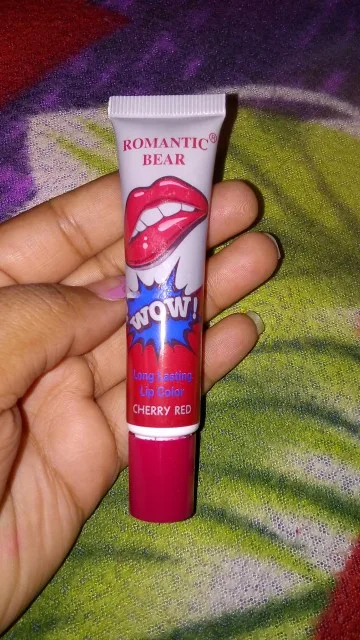 ROMANTIC®
BEAR
WOW!
Long Lasting
Lip Color
CHERRY RED